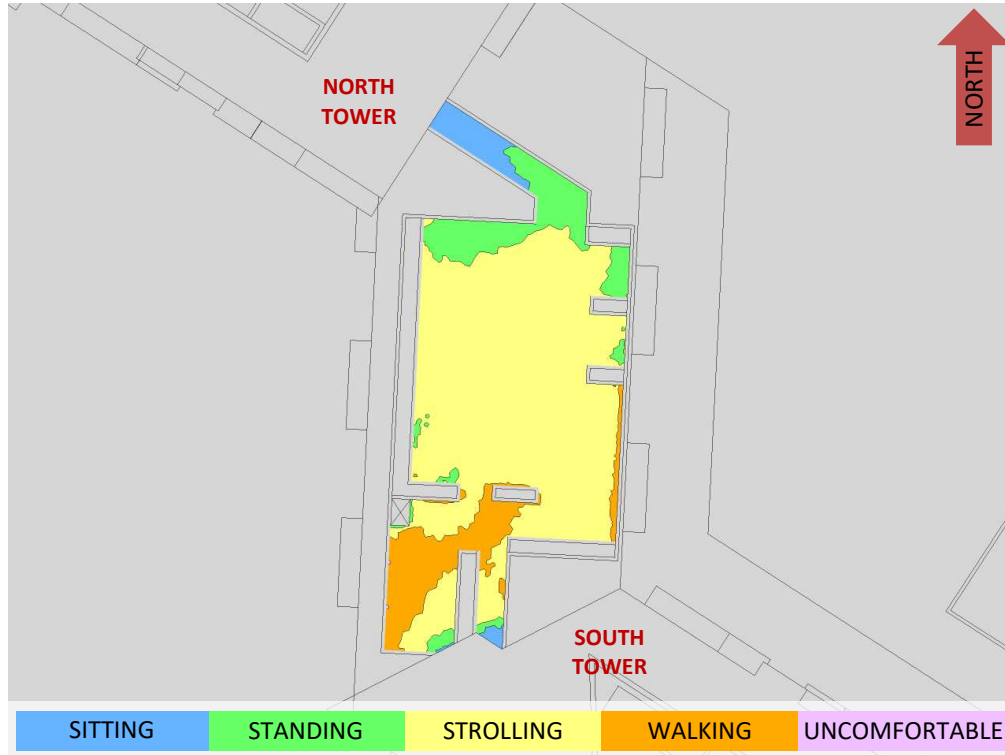 NORTH
TOWER
NORTH
SOUTH
TOWER
SITTING
STANDING
STROLLING
WALKING
UNCOMFORTABLE